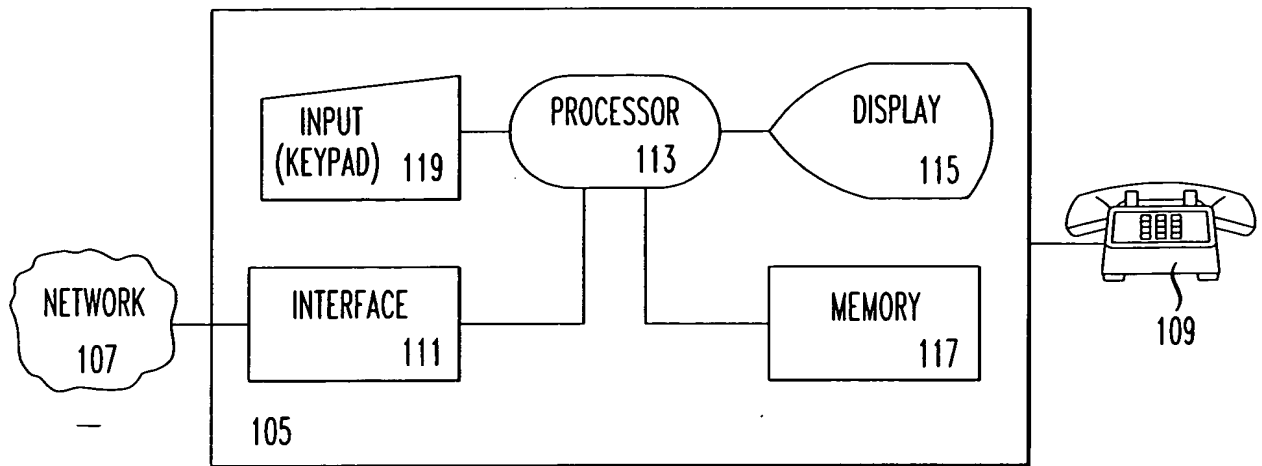 INPUT
(KEYPAD) 119
PROCESSOR
113
DISPLAY
115
NETWORK
107
INTERFACE
111
MEMORY
117
109
105